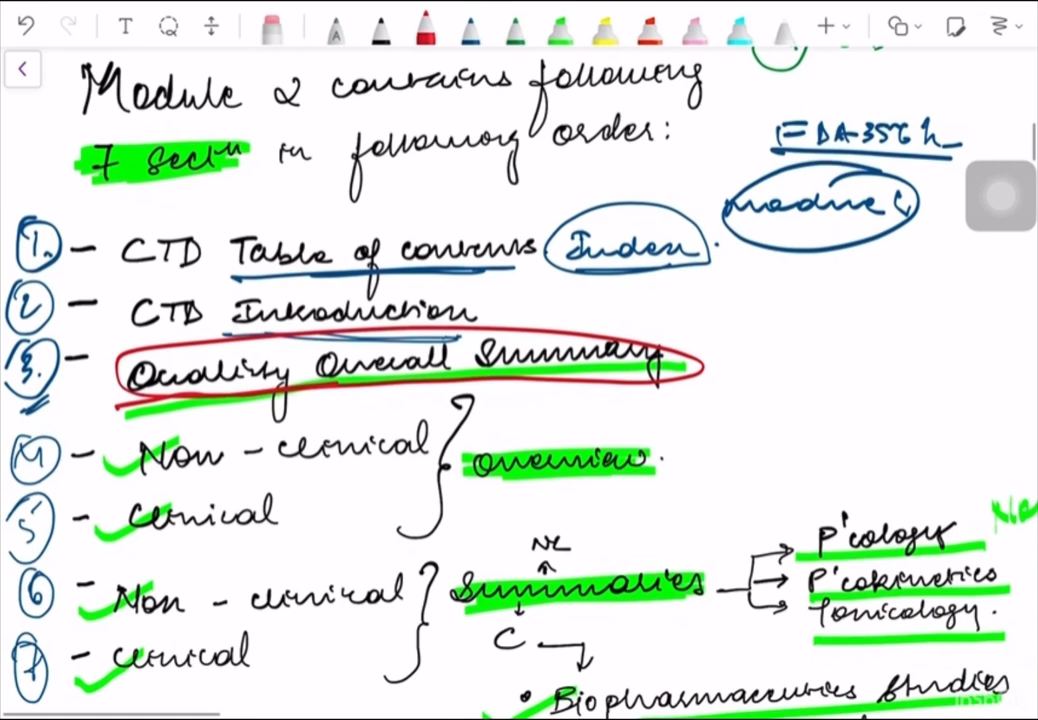 Module 2 contains following
7 Sectn in following order:
FDA-356 h
Module 1
1. - CTD Table of contents (Index).
2 - CTD Introduction
3. - Quality Overall Summary
4 - Non - clinical
5 - Clinical
overview.
6 - Non - clinical
7 - clinical
NC
Summaries
C
P'cology
P'cokinetics
Toxicology.
• Biopharmaceutics Studies